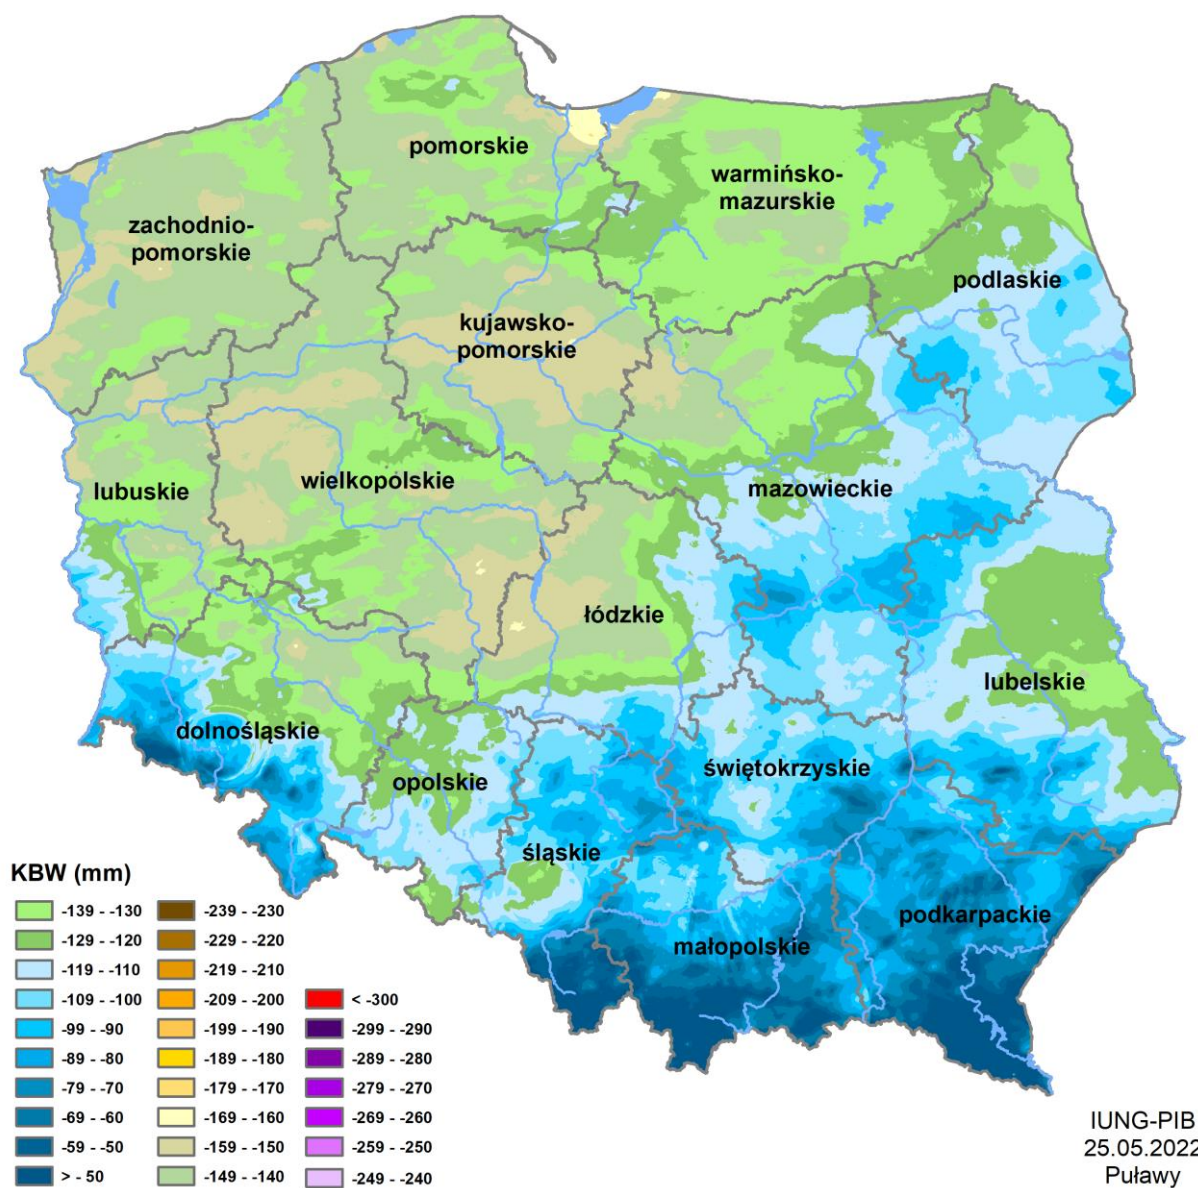 pomorskie
warmińsko-
mazurskie
zachodnio-
pomorskie
podlaskie
kujawsko-
pomorskie
wielkopolskie
lubuskie
mazowieckie
łódzkie
lubelskie
dolnośląskie
opolskie
świętokrzyskie
śląskie
podkarpackie
małopolskie
KBW (mm)
-139 - -130
-129 - -120
-119 - -110
-109 - -100
-99 - -90
-89 - -80
-79 - -70
-69 - -60
-59 - -50
> - 50
-239 - -230
-229 - -220
-219 - -210
-209 - -200
-199 - -190
-189 - -180
-179 - -170
-169 - -160
-159 - -150
-149 - -140
< -300
-299 - -290
-289 - -280
-279 - -270
-269 - -260
-259 - -250
-249 - -240
IUNG-PIB
25.05.2022
Puławy